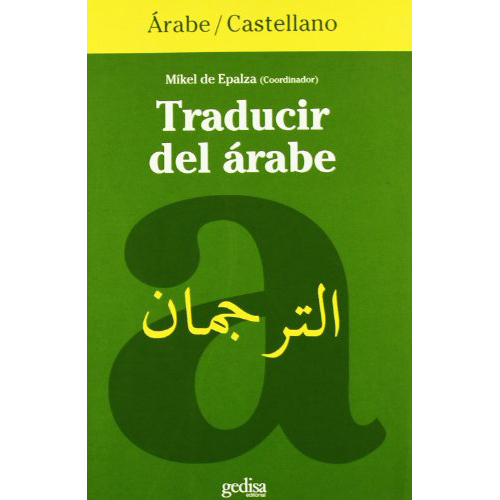 Árabe / Castellano
Míkel de Epalza (Coordinador)
Traducir
del árabe
a
الترجمان
gedisa
editorial